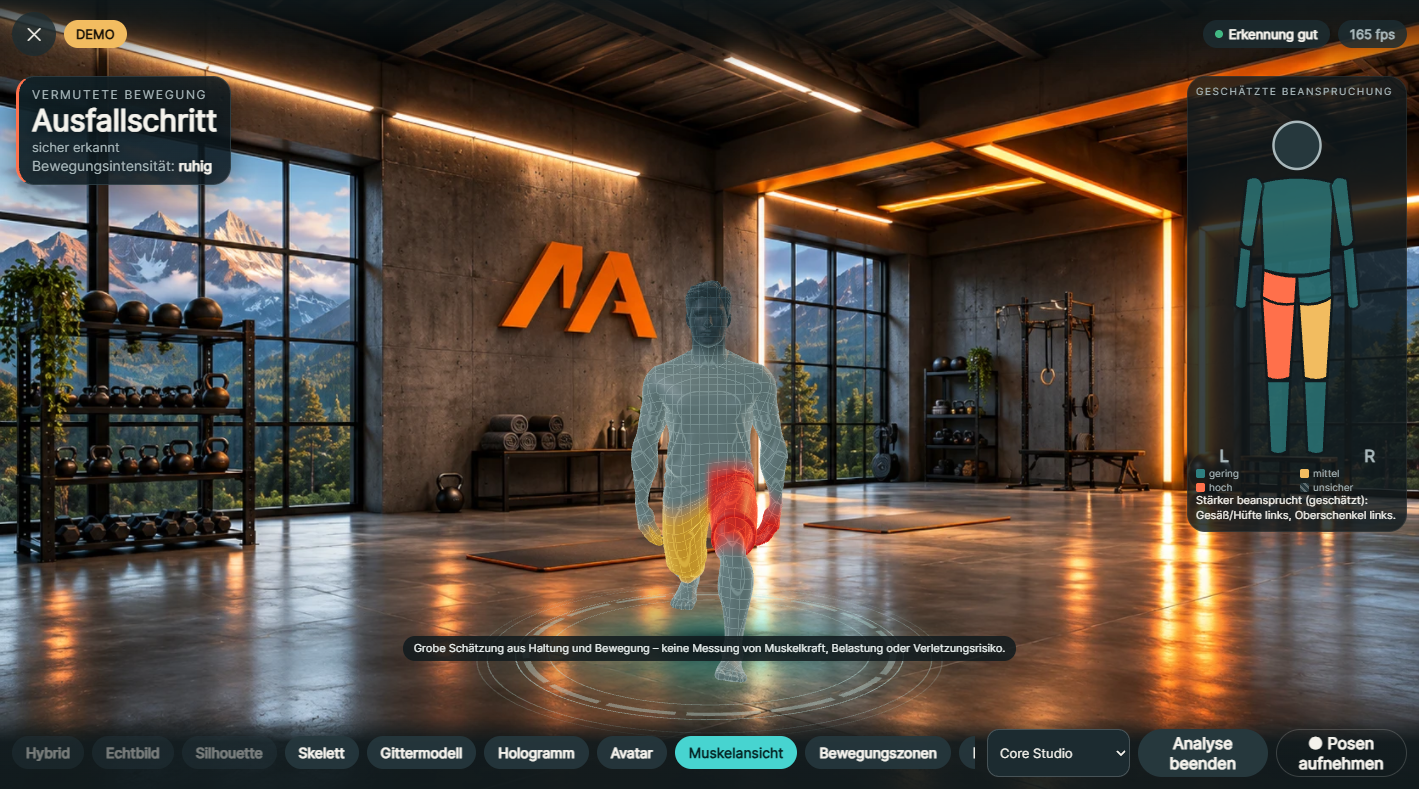 DEMO
Erkennung gut
165 fps
VERMUTETE BEWEGUNG
Ausfallschritt
sicher erkannt
Bewegungsintensität: ruhig
GESCHÄTZTE BEANSPRUCHUNG
L
R
gering
mittel
hoch
unsicher
Stärker beansprucht (geschätzt):
Gesäß/Hüfte links, Oberschenkel links.
MA
Grobe Schätzung aus Haltung und Bewegung – keine Messung von Muskelkraft, Belastung oder Verletzungsrisiko.
Hybrid
Echtbild
Silhouette
Skelett
Gittermodell
Hologramm
Avatar
Muskelansicht
Bewegungszonen
Core Studio
Analyse
beenden
Posen
aufnehmen